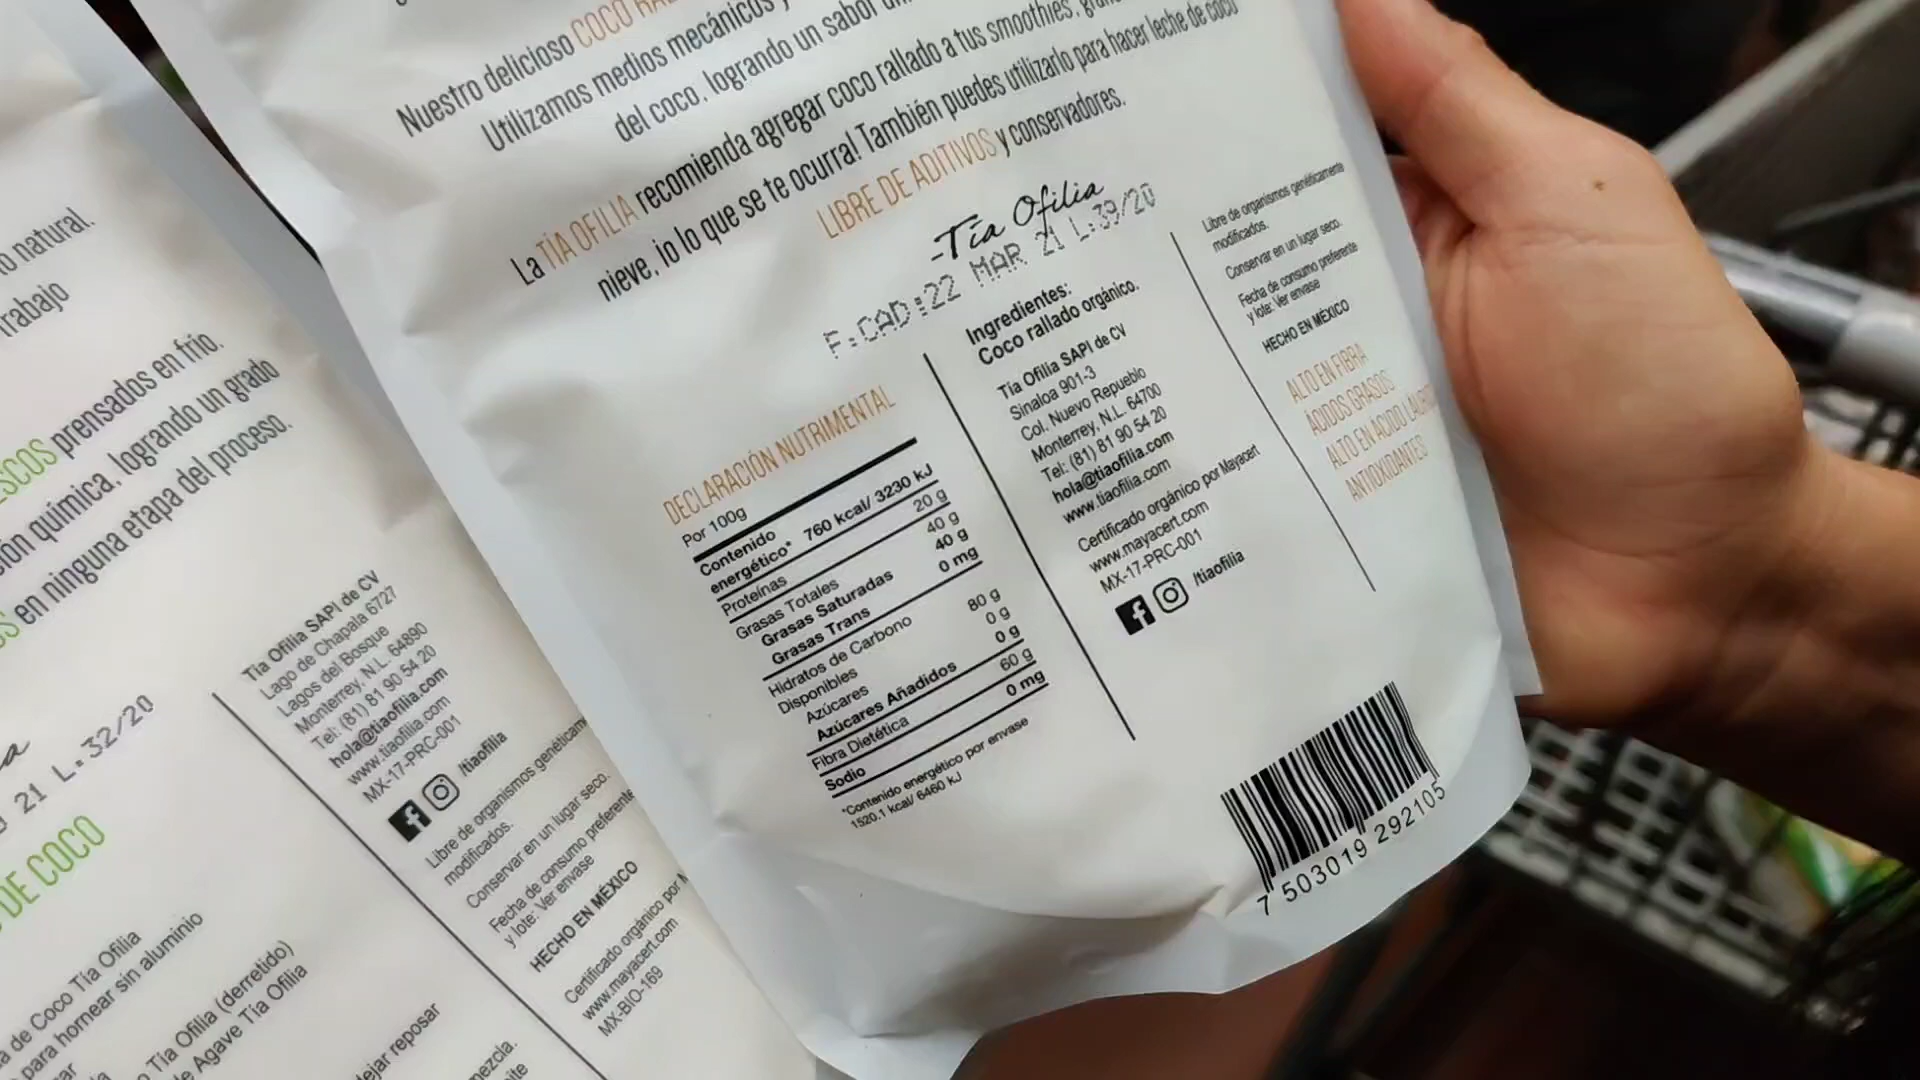 Nuestro delicioso COCO
Utilizamos medios mecánicos y
del coco, logrando un sabor
La TÍA OFILIA recomienda agregar coco rallado a tus smoothies,
nieve, ¡o lo que se te ocurra! También puedes utilizarlo para hacer leche de coco
LIBRE DE ADITIVOS y conservadores.
-Tía Ofilia
F.CAD:22 MAR 21 L.39/20
DECLARACIÓN NUTRIMENTAL
Por 100g
Contenido
energético* 760 kcal/ 3230 kJ
Proteínas 20 g
Grasas Totales 40 g
Grasas Saturadas 40 g
Grasas Trans 0 mg
Hidratos de Carbono
Disponibles 80 g
Azúcares 0 g
Azúcares Añadidos 0 g
Fibra Dietética 60 g
Sodio 0 mg
*Contenido energético por envase
1520.1 kcal/ 6460 kJ
Ingredientes:
Coco rallado orgánico.
Tía Ofilia SAPI de CV
Sinaloa 901-3
Col. Nuevo Repueblo
Monterrey, N.L. 64700
Tel: (81) 81 90 54 20
hola@tiaofilia.com
www.tiaofilia.com
Certificado orgánico por Mayacert
www.mayacert.com
MX-17-PRC-001
/tiaofilia
Libre de organismos genéticamente
modificados.
Conservar en un lugar seco.
Fecha de consumo preferente
y lote: Ver envase
HECHO EN MÉXICO
ALTO EN FIBRA
ÁCIDOS GRASOS
ALTO EN ÁCIDO
ANTIOXIDANTES
7 503019 292105
natural.
trabajo
prensados en frío.
química, logrando un grado
en ninguna etapa del proceso.
21 L.32/20
DE COCO
de Coco Tía Ofilia
para hornear sin aluminio
Tía Ofilia (derretido)
Agave Tía Ofilia
reposar
Tía Ofilia SAPI de CV
Lago de Chapala 6727
Lagos del Bosque
Monterrey, N.L. 64890
Tel: (81) 81 90 54 20
hola@tiaofilia.com
www.tiaofilia.com
MX-17-PRC-001
/tiaofilia
Libre de organismos
modificados.
Conservar en un lugar seco.
Fecha de consumo preferente
y lote: Ver envase
HECHO EN MÉXICO
Certificado orgánico por
www.mayacert.com
MX-BIO-169